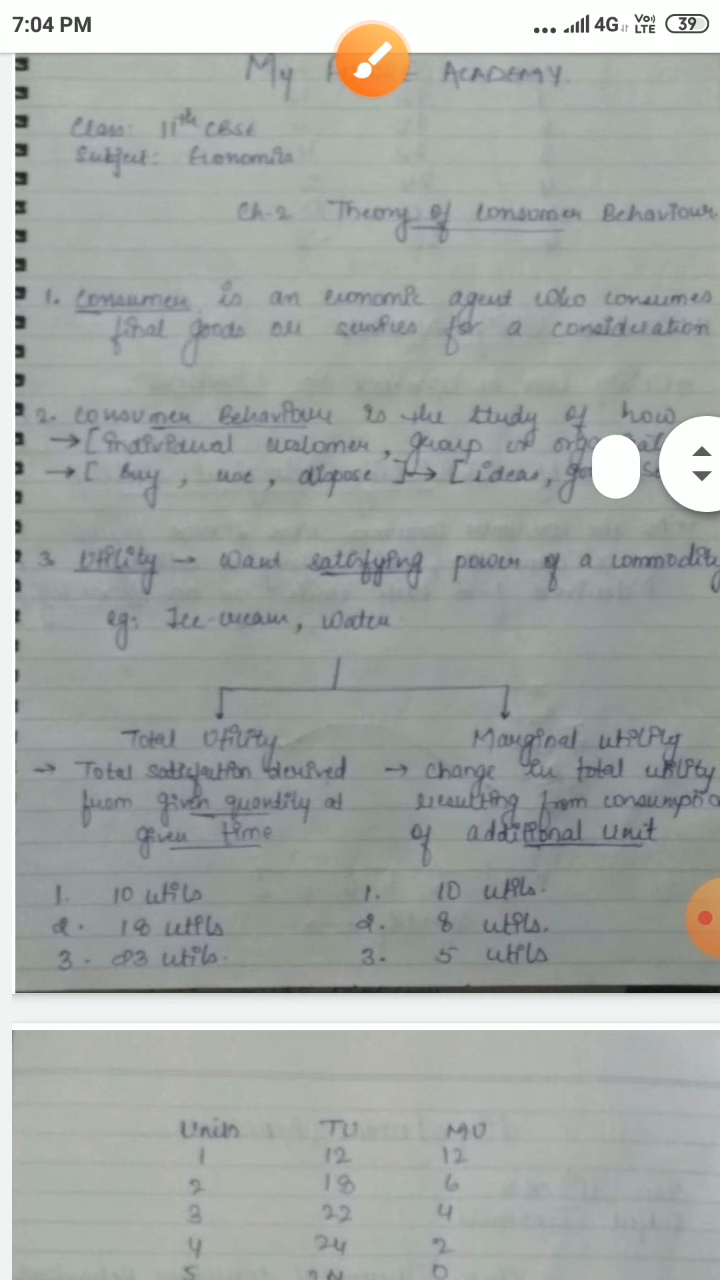 7:04 PM
4G
Vo))
LTE
39
My
ACADEMY.
Class: 11th CBSE
Subject: Economics
Ch-2 Theory of Consumer Behaviour
1. Consumer is an economic agent who consumes
final goods or services for a consideration
2. Consumer Behaviour is the study of how
→ [individual customer, group or
→ [ buy, use, dispose ] → [ ideas,
3. Utility → Want satisfying power of a commodity
eg: Ice-cream, Water
Total Utility
→ Total satisfaction derived
from given quantity at
given time
1. 10 utils
2. 18 utils
3. 23 utils.
Marginal utility
→ change in total utility
resulting from
of additional unit
1. 10 utils.
2. 8 utils.
3. 5 utils
Units TU MU
1 12 12
2 18 6
3 22 4
4 24 2
5 0